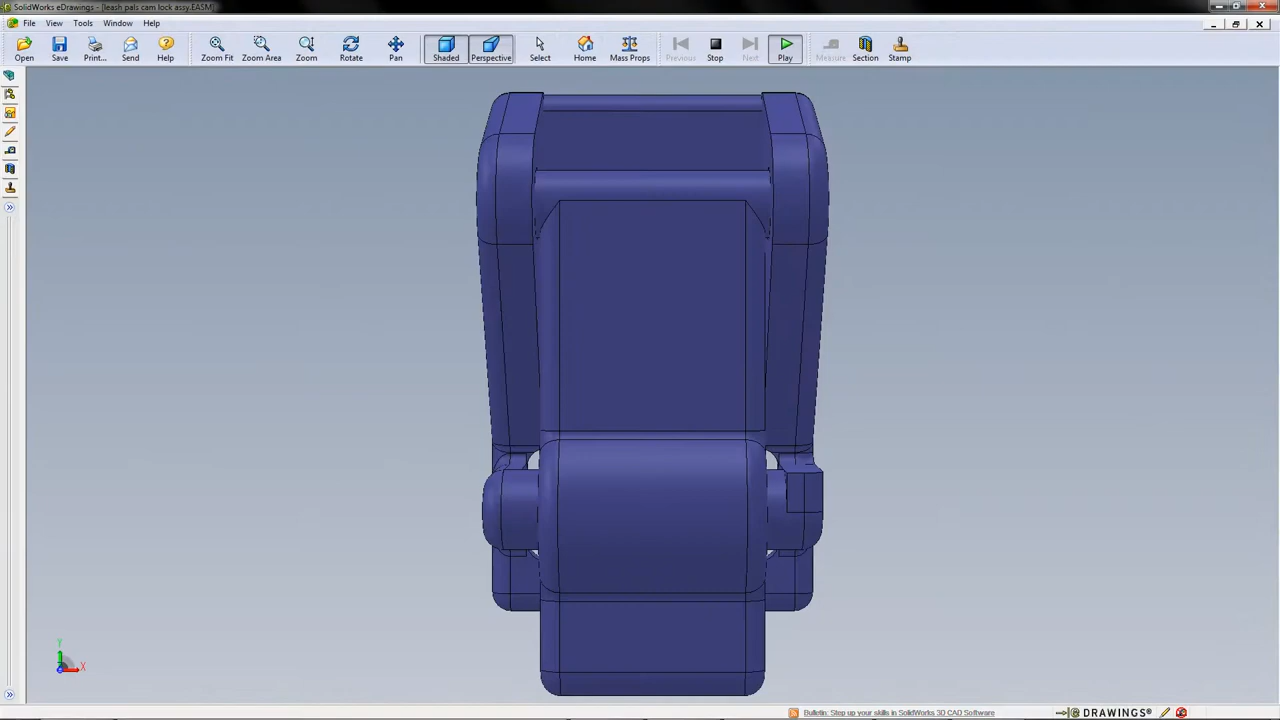 SolidWorks eDrawings - [leash pals cam lock assy.EASM]
File View Tools Window Help
Open Save Print... Send Help Zoom Fit Zoom Area Zoom Rotate Pan Shaded Perspective Select Home Mass Props Previous Stop Next Play Measure Section Stamp
Y
X
Bulletin: Step up your skills in SolidWorks 3D CAD Software
DRAWINGS®